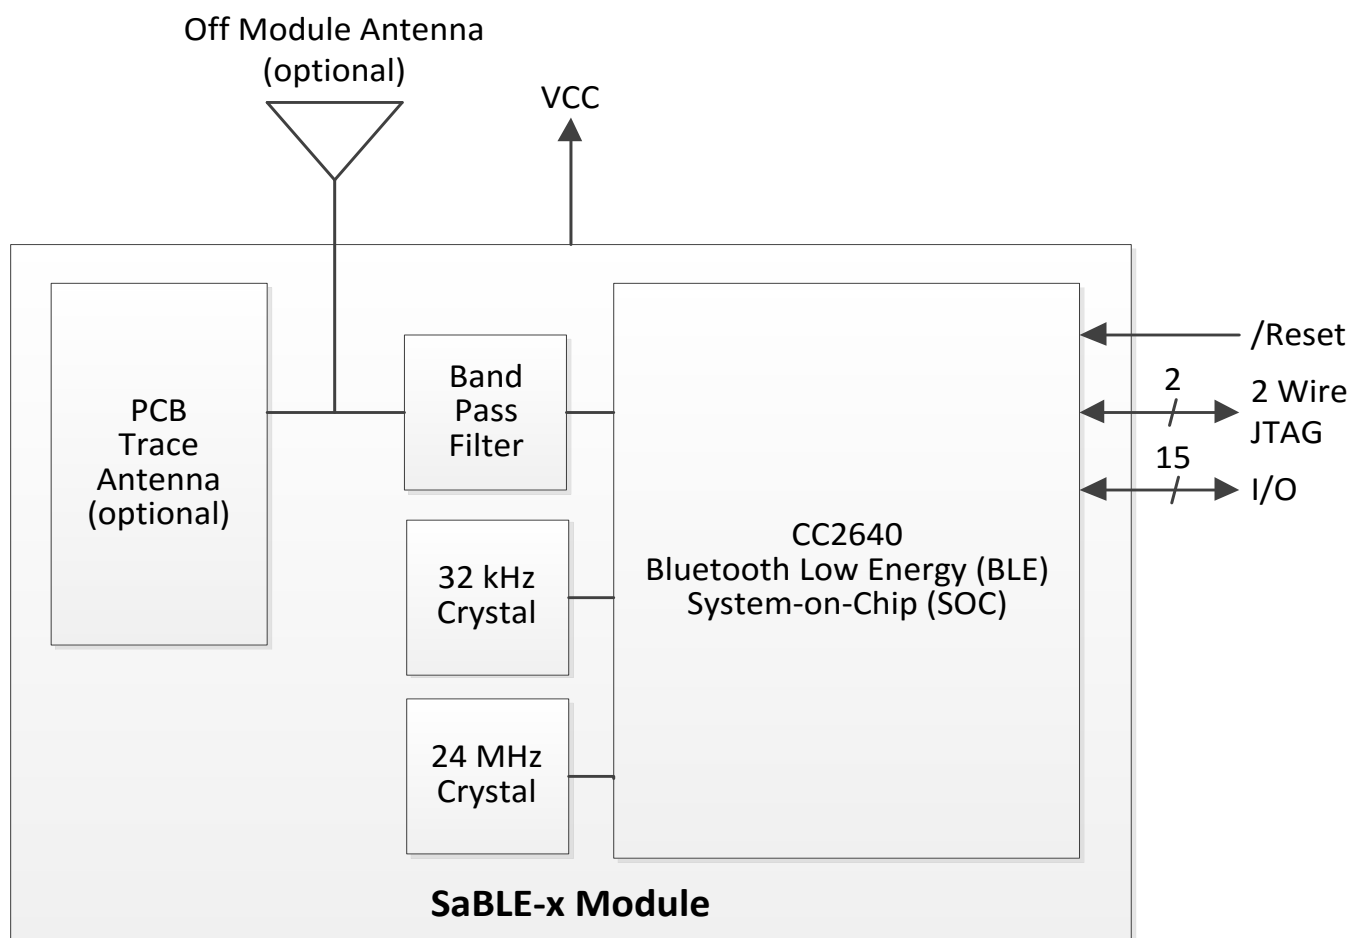 Off Module Antenna
(optional)
VCC
PCB
Trace
Antenna
(optional)
Band
Pass
Filter
32 kHz
Crystal
24 MHz
Crystal
CC2640
Bluetooth Low Energy (BLE)
System-on-Chip (SOC)
/Reset
2
2 Wire
JTAG
15
I/O
SaBLE-x Module